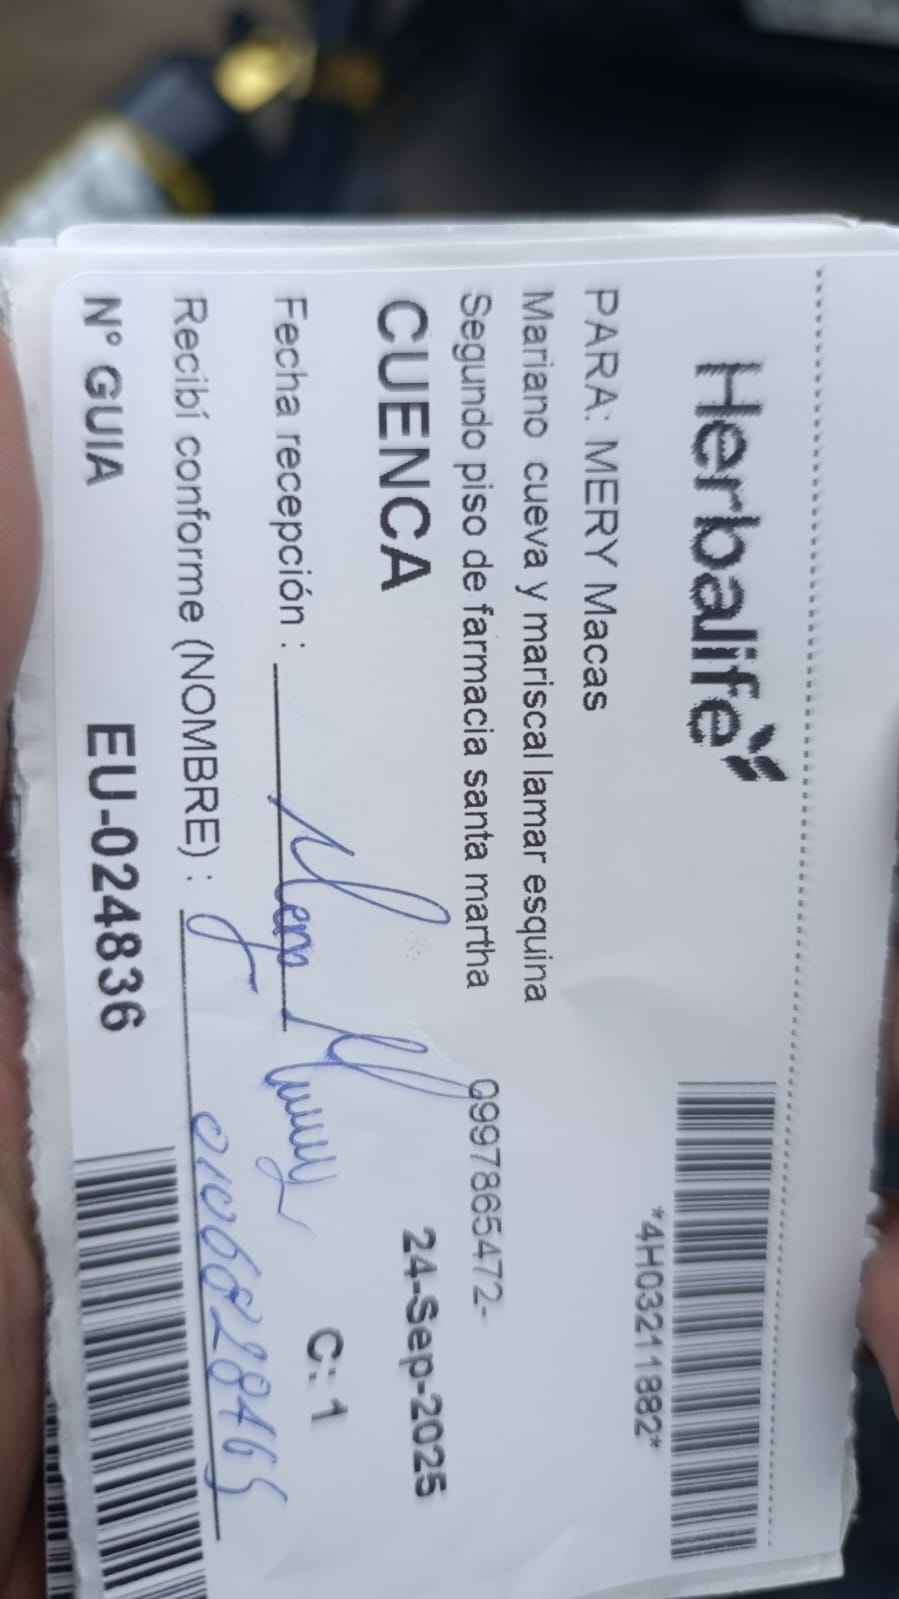 Herbalife
*4H03211882*
PARA: MERY Macas
Mariano cueva y mariscal lamar esquina
Segundo piso de farmacia santa martha 0997865472-
CUENCA 24-Sep-2025
Fecha recepción : C: 1
Recibí conforme (NOMBRE) :
Nº GUIA EU-024836